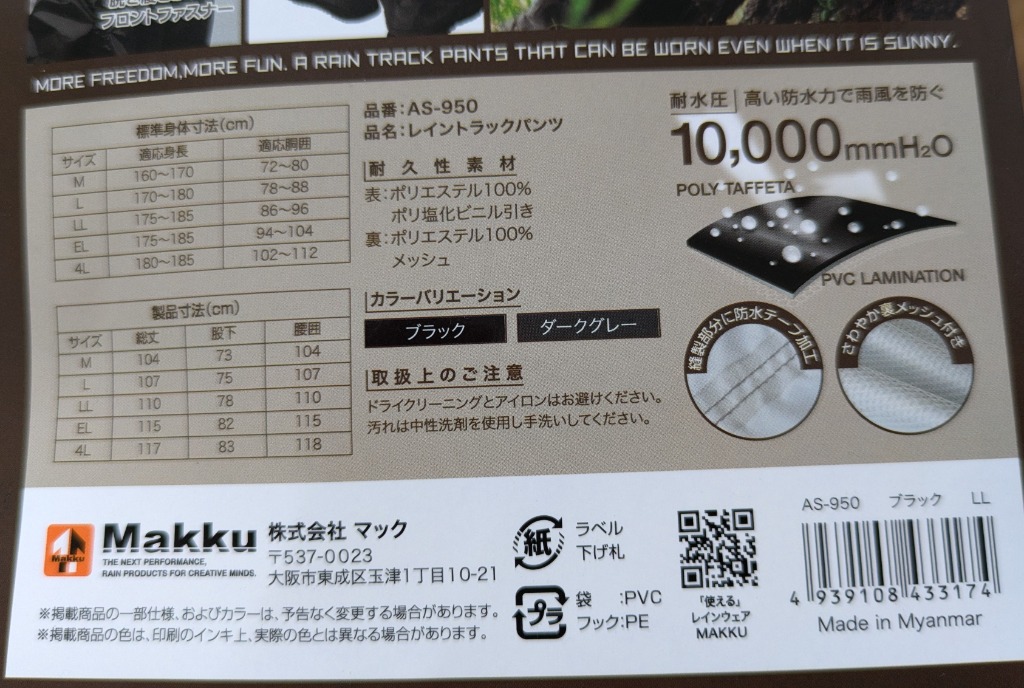 フロントファスナー
MORE FREEDOM,MORE FUN. A RAIN TRACK PANTS THAT CAN BE WORN EVEN WHEN IT IS SUNNY.
標準身体寸法(cm)
サイズ 適応身長 適応胴囲
M 160～170 72～80
L 170～180 78～88
LL 175～185 86～96
EL 175～185 94～104
4L 180～185 102～112
製品寸法(cm)
サイズ 総丈 股下 腰囲
M 104 73 104
L 107 75 107
LL 110 78 110
EL 115 82 115
4L 117 83 118
品番:AS-950
品名:レイントラックパンツ
耐久性素材
表:ポリエステル100%
ポリ塩化ビニル引き
裏:ポリエステル100%
メッシュ
カラーバリエーション
ブラック ダークグレー
取扱上のご注意
ドライクリーニングとアイロンはお避けください。
汚れは中性洗剤を使用し手洗いしてください。
耐水圧 高い防水力で雨風を防ぐ
10,000mmH₂O
POLY TAFFETA
PVC LAMINATION
縫製部分に防水テープ加工
さわやか裏メッシュ付き
Makku
Makku
THE NEXT PERFORMANCE,
RAIN PRODUCTS FOR CREATIVE MINDS.
株式会社 マック
〒537-0023
大阪市東成区玉津1丁目10-21
※掲載商品の一部仕様、およびカラーは、予告なく変更する場合があります。
※掲載商品の色は、印刷のインキ上、実際の色とは異なる場合があります。
紙 ラベル
下げ札
プラ 袋 :PVC
フック:PE
「使える」
レインウェア
MAKKU
AS-950 ブラック LL
4 939108 433174
Made in Myanmar